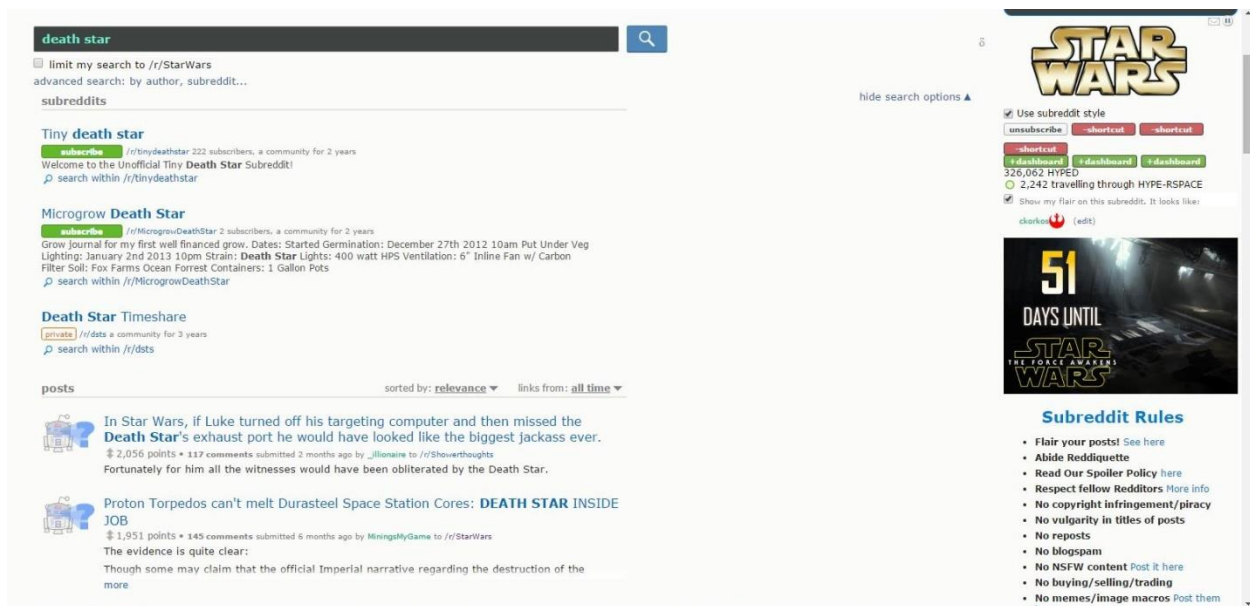 death star
limit my search to /r/StarWars
advanced search: by author, subreddit...
hide search options ▲
subreddits
Tiny death star
subscribe /r/tinydeathstar 222 subscribers, a community for 2 years
Welcome to the Unofficial Tiny Death Star Subreddit!
search within /r/tinydeathstar
Microgrow Death Star
subscribe /r/MicrogrowDeathStar 2 subscribers, a community for 2 years
Grow journal for my first well financed grow. Dates: Started Germination: December 27th 2012 10am Put Under Veg
Lighting: January 2nd 2013 10pm Strain: Death Star Lights: 400 watt HPS Ventilation: 6" Inline Fan w/ Carbon
Filter Soil: Fox Farms Ocean Forrest Containers: 1 Gallon Pots
search within /r/MicrogrowDeathStar
Death Star Timeshare
private /r/dsts a community for 3 years
search within /r/dsts
posts sorted by: relevance ▼ links from: all time ▼
In Star Wars, if Luke turned off his targeting computer and then missed the
Death Star's exhaust port he would have looked like the biggest jackass ever.
2,056 points • 117 comments submitted 2 months ago by _illionaire to /r/Showerthoughts
Fortunately for him all the witnesses would have been obliterated by the Death Star.
Proton Torpedos can't melt Durasteel Space Station Cores: DEATH STAR INSIDE
JOB
1,951 points • 145 comments submitted 6 months ago by MiningsMyGame to /r/StarWars
The evidence is quite clear:
Though some may claim that the official Imperial narrative regarding the destruction of the
more
δ
STAR
WARS
Use subreddit style
unsubscribe -shortcut -shortcut
-shortcut
+dashboard +dashboard +dashboard
326,062 HYPED
2,242 travelling through HYPE-RSPACE
Show my flair on this subreddit. It looks like:
ckorkos (edit)
51
DAYS UNTIL
STAR
THE FORCE AWAKENS
WARS
Subreddit Rules
• Flair your posts! See here
• Abide Reddiquette
• Read Our Spoiler Policy here
• Respect fellow Redditors More info
• No copyright infringement/piracy
• No vulgarity in titles of posts
• No reposts
• No blogspam
• No NSFW content Post it here
• No buying/selling/trading
• No memes/image macros Post them